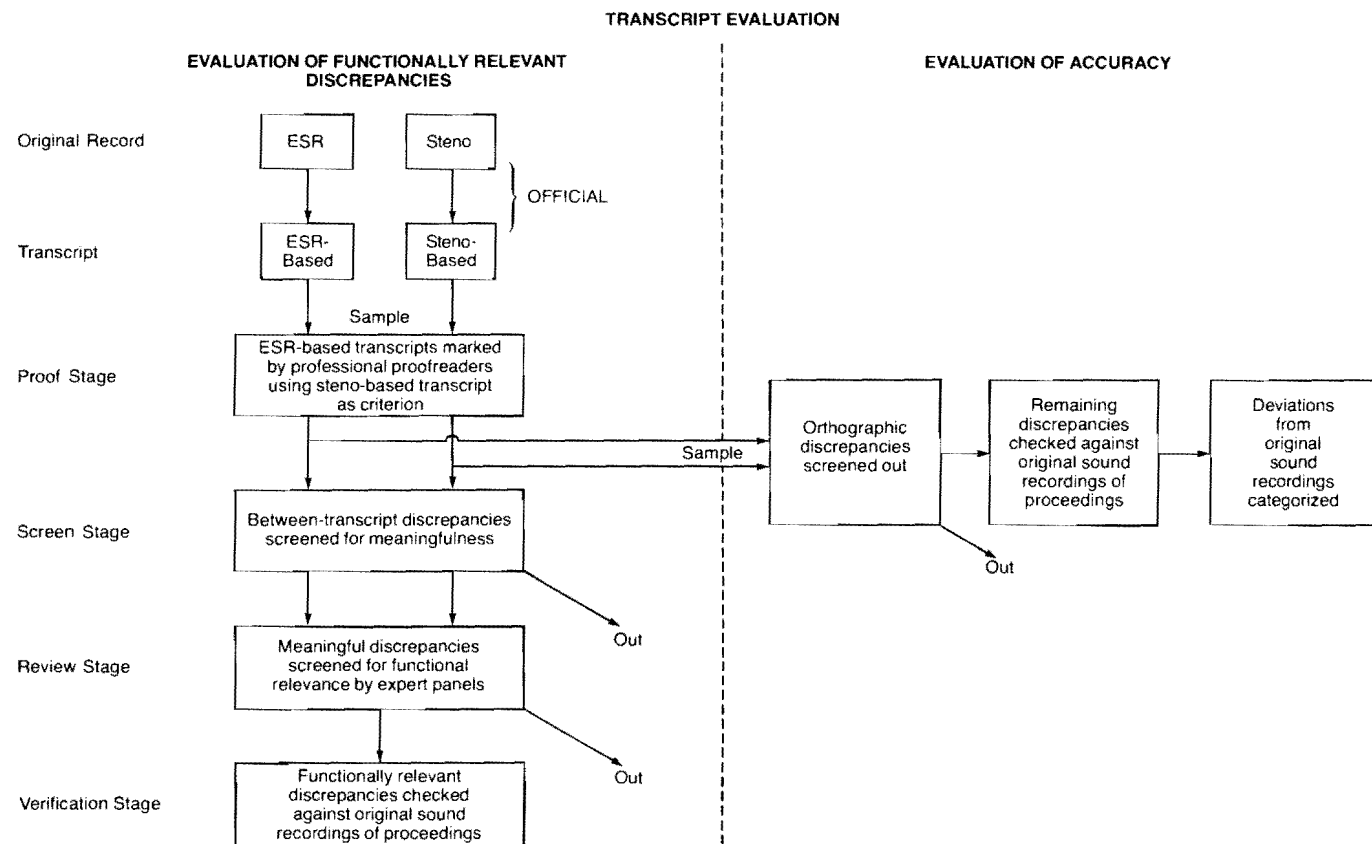 TRANSCRIPT EVALUATION
EVALUATION OF FUNCTIONALLY RELEVANT
DISCREPANCIES
EVALUATION OF ACCURACY
Original Record
ESR
Steno
OFFICIAL
Transcript
ESR-
Based
Steno-
Based
Sample
Proof Stage
ESR-based transcripts marked
by professional proofreaders
using steno-based transcript
as criterion
Sample
Orthographic
discrepancies
screened out
Remaining
discrepancies
checked against
original sound
recordings of
proceedings
Deviations
from
original
sound
recordings
categorized
Out
Screen Stage
Between-transcript discrepancies
screened for meaningfulness
Out
Review Stage
Meaningful discrepancies
screened for functional
relevance by expert panels
Out
Verification Stage
Functionally relevant
discrepancies checked
against original sound
recordings of proceedings